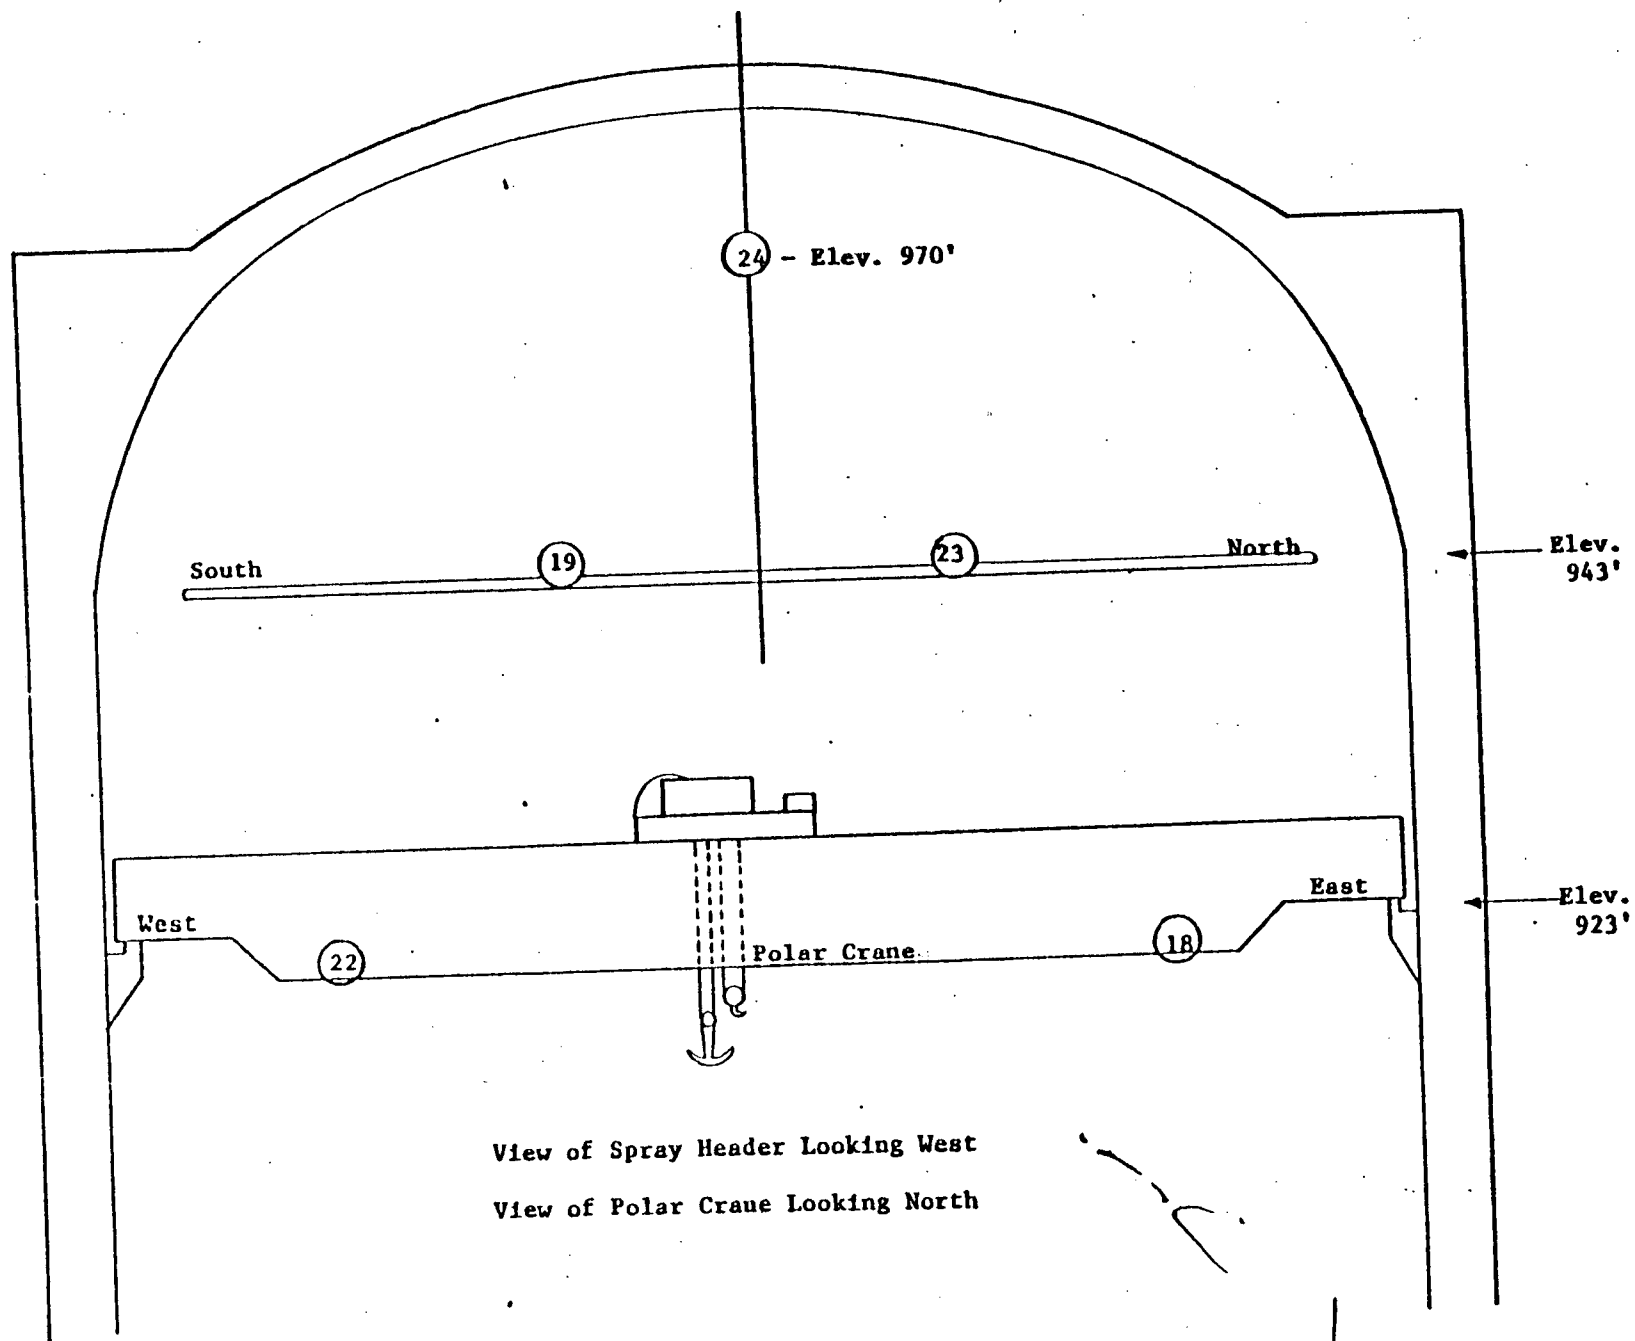 24 - Elev. 970'
South
19
23
North
Elev.
943'
East
Elev.
923'
West
22
Polar Crane
18
View of Spray Header Looking West
View of Polar Crane Looking North